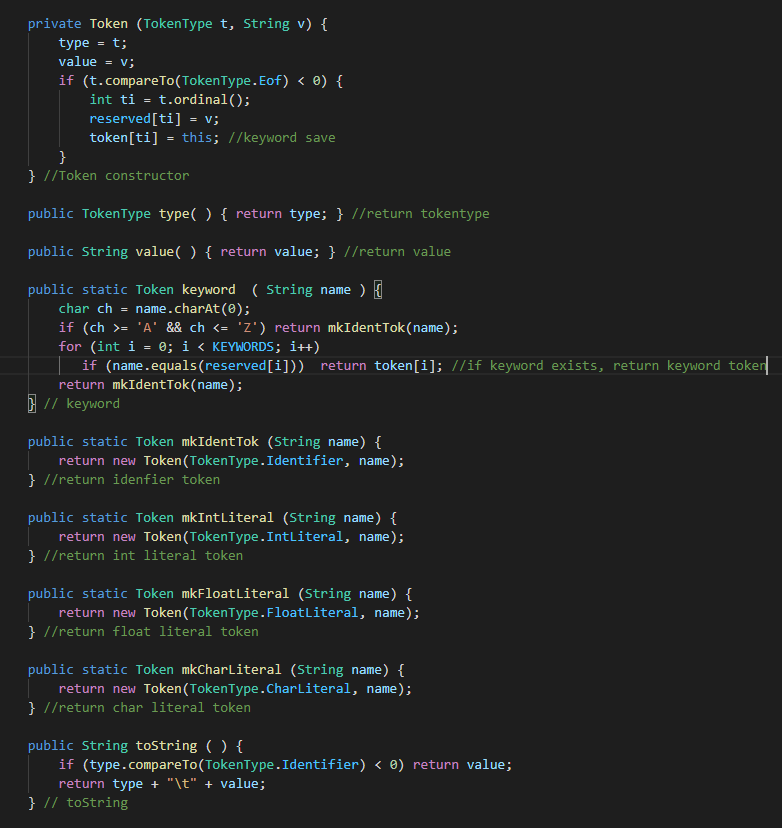 private Token (TokenType t, String v) {
type = t;
value = v;
if (t.compareTo(TokenType.Eof) < 0) {
int ti = t.ordinal();
reserved[ti] = v;
token[ti] = this; //keyword save
}
} //Token constructor
public TokenType type( ) { return type; } //return tokentype
public String value( ) { return value; } //return value
public static Token keyword  ( String name ) {
char ch = name.charAt(0);
if (ch >= 'A' && ch <= 'Z') return mkIdentTok(name);
for (int i = 0; i < KEYWORDS; i++)
if (name.equals(reserved[i]))  return token[i]; //if keyword exists, return keyword token
return mkIdentTok(name);
} // keyword
public static Token mkIdentTok (String name) {
return new Token(TokenType.Identifier, name);
} //return idenfier token
public static Token mkIntLiteral (String name) {
return new Token(TokenType.IntLiteral, name);
} //return int literal token
public static Token mkFloatLiteral (String name) {
return new Token(TokenType.FloatLiteral, name);
} //return float literal token
public static Token mkCharLiteral (String name) {
return new Token(TokenType.CharLiteral, name);
} //return char literal token
public String toString ( ) {
if (type.compareTo(TokenType.Identifier) < 0) return value;
return type + "\t" + value;
} // toString